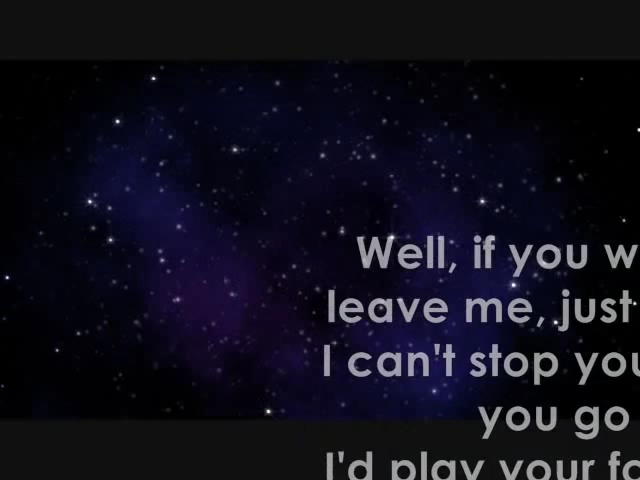 Well, if you w
leave me, just
I can't stop you
you go
I'd play your fo